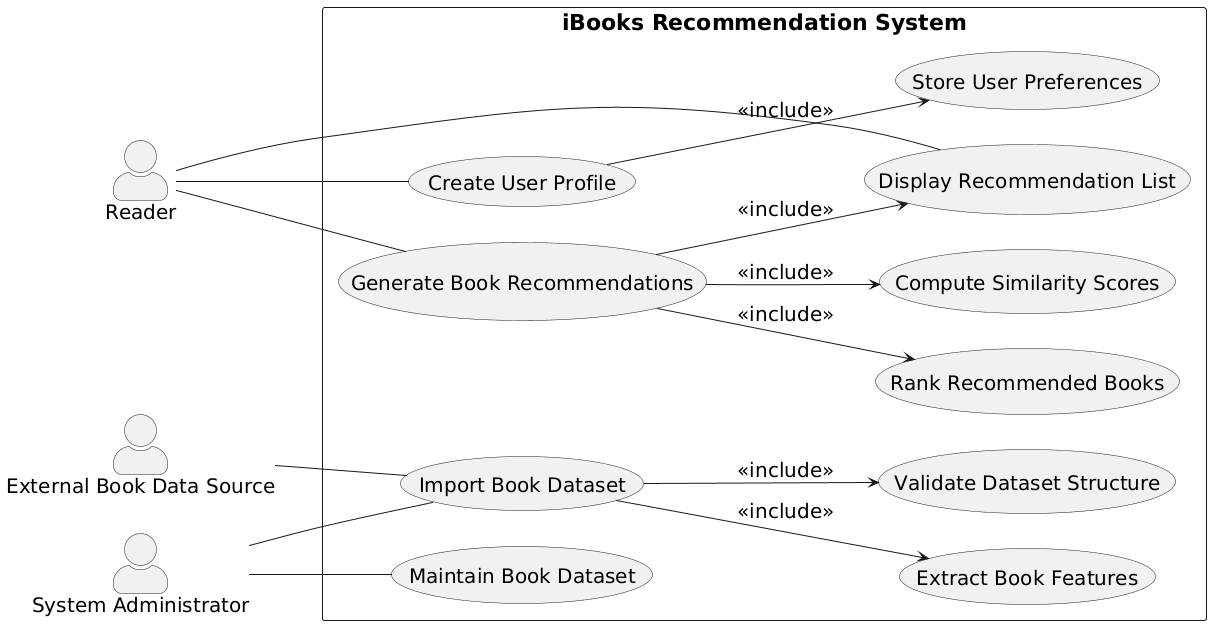 iBooks Recommendation System
Store User Preferences
«include»
Create User Profile
Display Recommendation List
Reader
«include»
Generate Book Recommendations
«include»
Compute Similarity Scores
«include»
Rank Recommended Books
External Book Data Source
Import Book Dataset
«include»
Validate Dataset Structure
«include»
System Administrator
Maintain Book Dataset
Extract Book Features